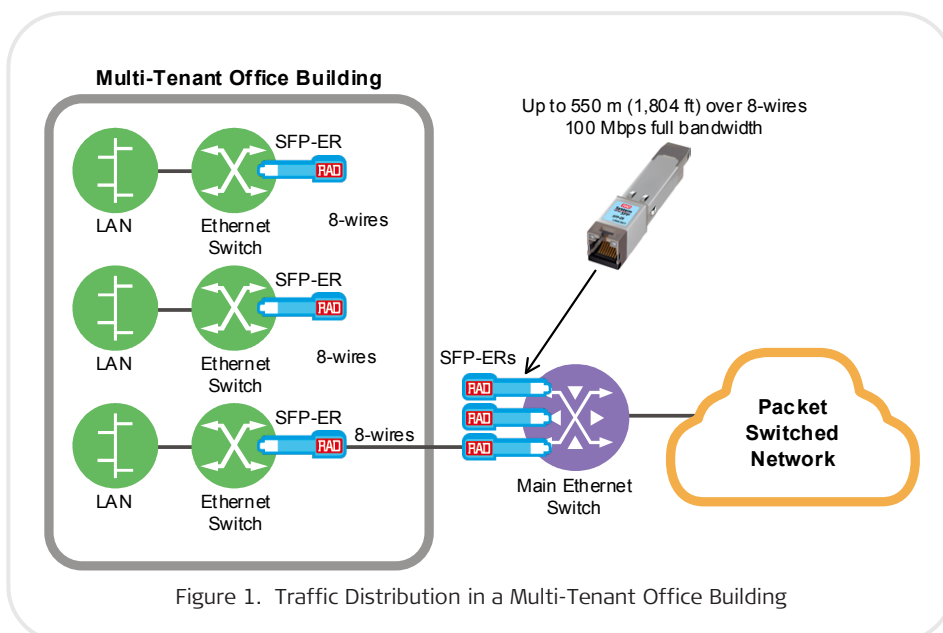 Multi-Tenant Office Building
Up to 550 m (1,804 ft) over 8-wires
100 Mbps full bandwidth
SFP-ER
RAD
8-wires
LAN
Ethernet
Switch
SFP-ER
RAD
8-wires
LAN
Ethernet
Switch
SFP-ER
RAD
8-wires
LAN
Ethernet
Switch
SFP-ERs
RAD
RAD
RAD
Main Ethernet
Switch
Packet
Switched
Network
Figure 1. Traffic Distribution in a Multi-Tenant Office Building